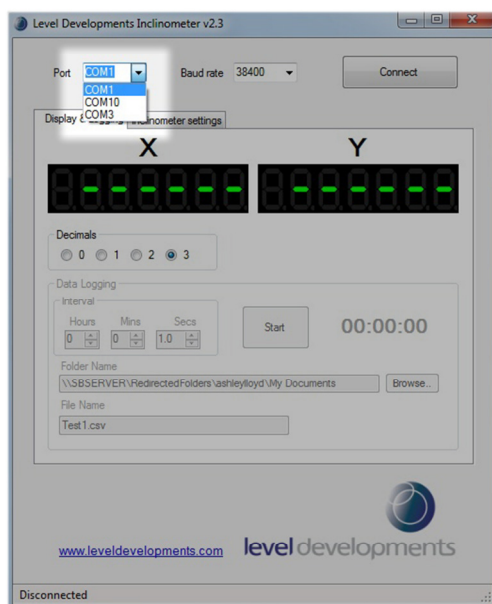 Level Developments Inclinometer v2.3
Port COM1 Baud rate 38400 Connect
COM1
COM10
COM3
Display & Logging Inclinometer settings
X Y
Decimals
0 1 2 3
Data Logging
Interval
Hours Mins Secs
0 0 1.0 Start 00:00:00
Folder Name
\\SBSERVER\RedirectedFolders\ashleylloyd\My Documents Browse..
File Name
Test1.csv
www.leveldevelopments.com level developments
Disconnected